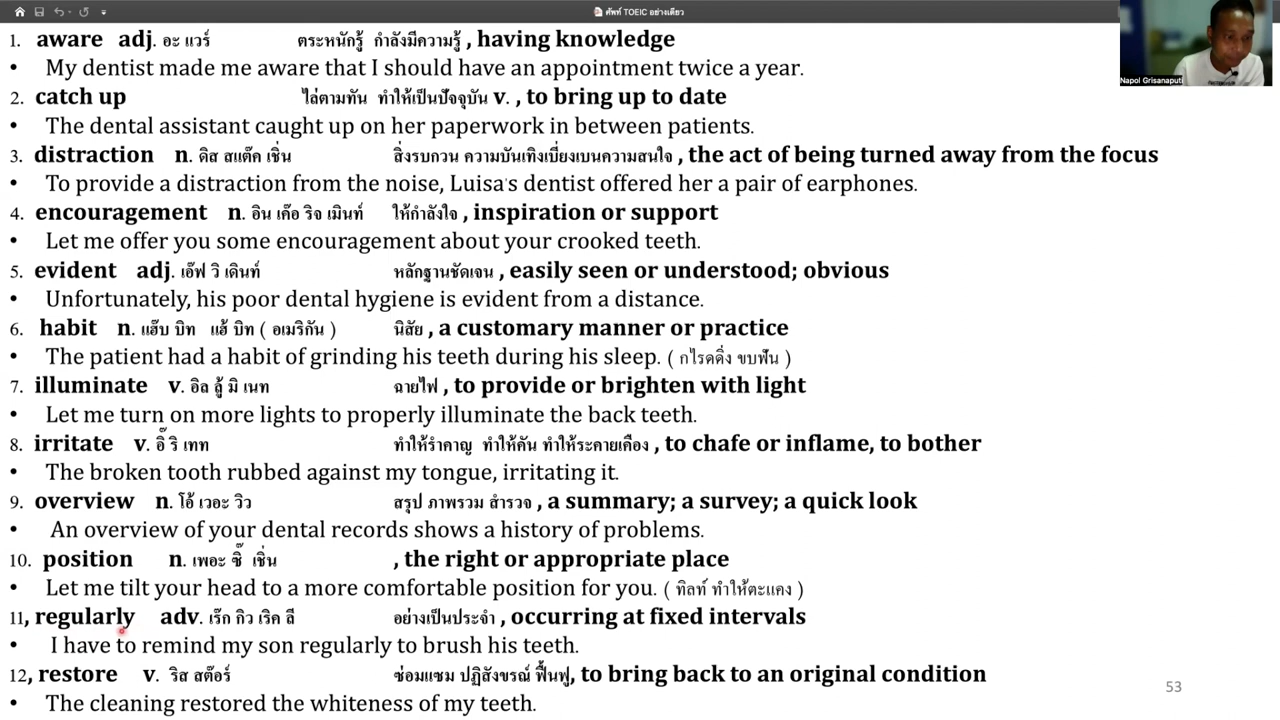 ศัพท์ TOEIC อย่างเดียว
Napol Grisanaputi
1. aware adj. อะ แวร์ ตระหนักรู้ กำลังมีความรู้ , having knowledge
• My dentist made me aware that I should have an appointment twice a year.
2. catch up ไล่ตามทัน ทำให้เป็นปัจจุบัน v. , to bring up to date
• The dental assistant caught up on her paperwork in between patients.
3. distraction n. ดิส สแต๊ค เชิ่น สิ่งรบกวน ความบันเทิงเบี่ยงเบนความสนใจ , the act of being turned away from the focus
• To provide a distraction from the noise, Luisa's dentist offered her a pair of earphones.
4. encouragement n. อิน เค๊อ ริจ เมินท์ ให้กำลังใจ , inspiration or support
• Let me offer you some encouragement about your crooked teeth.
5. evident adj. เอ๊ฟ วิ เดินท์ หลักฐานชัดเจน , easily seen or understood; obvious
• Unfortunately, his poor dental hygiene is evident from a distance.
6. habit n. แฮ๊บ บิท แฮ้ บิท ( อเมริกัน ) นิสัย , a customary manner or practice
• The patient had a habit of grinding his teeth during his sleep. ( กไรดดิ่ง ขบฟัน )
7. illuminate v. อิล ลู้ มิ เนท ฉายไฟ , to provide or brighten with light
• Let me turn on more lights to properly illuminate the back teeth.
8. irritate v. อิ๊ ริ เทท ทำให้รำคาญ ทำให้คัน ทำให้ระคายเคือง , to chafe or inflame, to bother
• The broken tooth rubbed against my tongue, irritating it.
9. overview n. โอ้ เวอะ วิว สรุป ภาพรวม สำรวจ , a summary; a survey; a quick look
• An overview of your dental records shows a history of problems.
10. position n. เพอะ ซิ๊ เชิ่น , the right or appropriate place
• Let me tilt your head to a more comfortable position for you. ( ทิลท์ ทำให้ตะแคง )
11, regularly adv. เร๊ก กิว เริค ลี อย่างเป็นประจำ , occurring at fixed intervals
• I have to remind my son regularly to brush his teeth.
12, restore v. ริส สต๊อร์ ซ่อมแซม ปฏิสังขรณ์ ฟื้นฟู, to bring back to an original condition
• The cleaning restored the whiteness of my teeth.
53